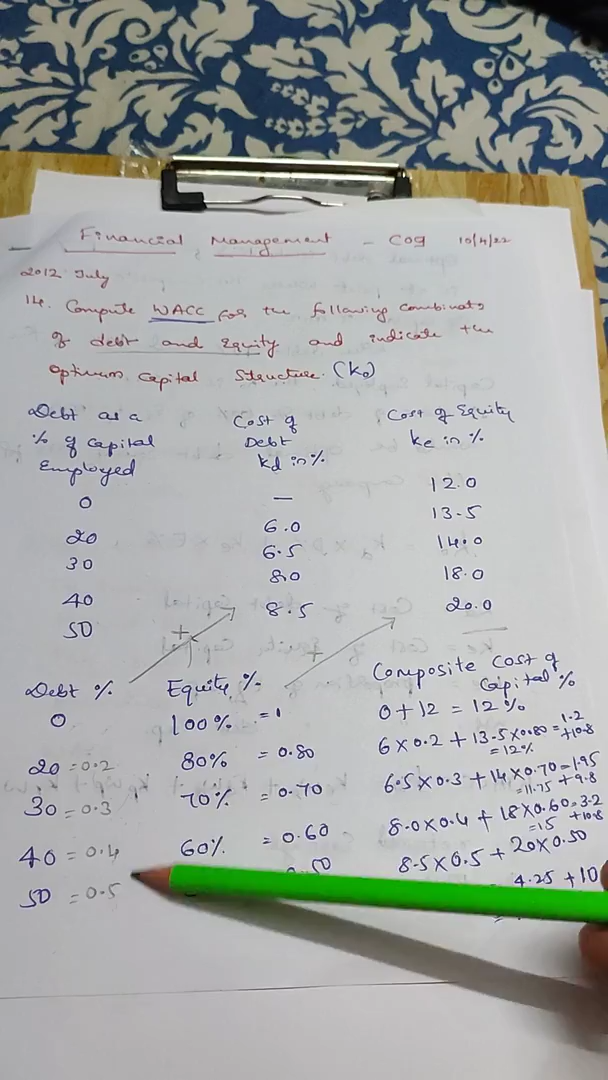 Financial Management - CO9 10/4/22
2012 July
14. Compute WACC for the following Combinats
of debt and Equity and indicate the
Optimum Capital Structure (Ko)
Debt as a % of Capital Employed
Cost of Debt Kd in %
Cost of Equity Ke in %
0 — 12.0
20 6.0 13.5
30 6.5 14.0
40 8.0 18.0
50 8.5 20.0
+ +
Debt % Equity % Composite Cost of Capital %
0 100% = 1 0 + 12 = 12%
20 = 0.2 80% = 0.80 6 x 0.2 + 13.5 x 0.80 = 1.2 + 10.8
= 12%
30 = 0.3 70% = 0.70 6.5 x 0.3 + 14 x 0.70 = 1.95 + 9.8
= 11.75
40 = 0.4 60% = 0.60 8.0 x 0.4 + 18 x 0.60 = 3.2 + 10.8
= 15
50 = 0.5 8.5 x 0.5 + 20 x 0.50
= 4.25 + 10